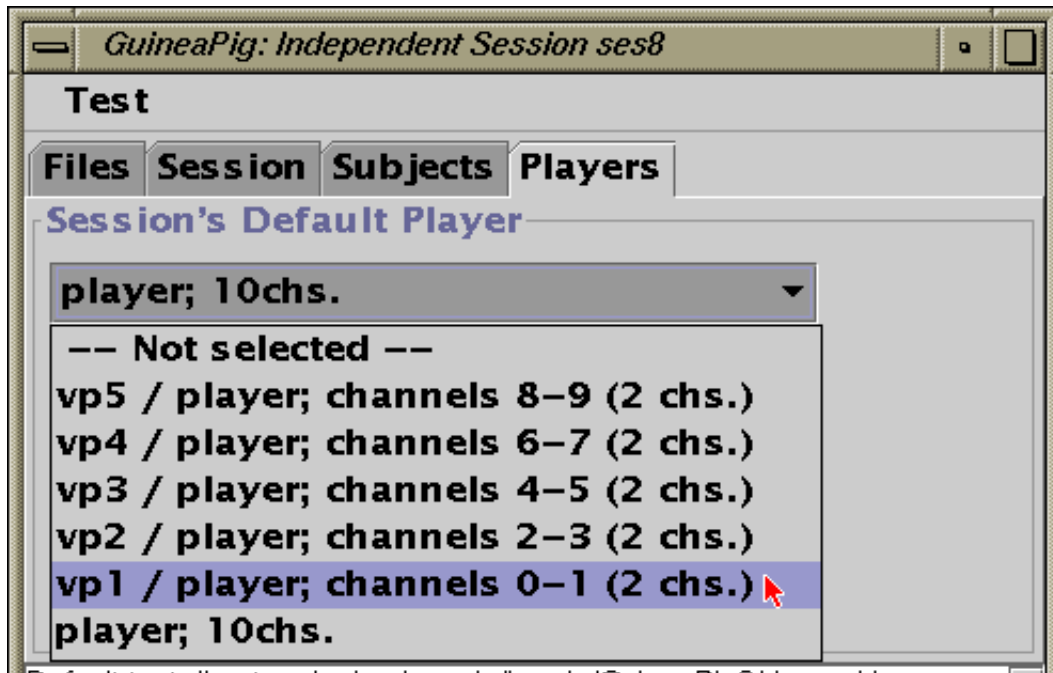 GuineaPig: Independent Session ses8
Test
Files Session Subjects Players
Session's Default Player
player; 10chs.
-- Not selected --
vp5 / player; channels 8-9 (2 chs.)
vp4 / player; channels 6-7 (2 chs.)
vp3 / player; channels 4-5 (2 chs.)
vp2 / player; channels 2-3 (2 chs.)
vp1 / player; channels 0-1 (2 chs.)
player; 10chs.